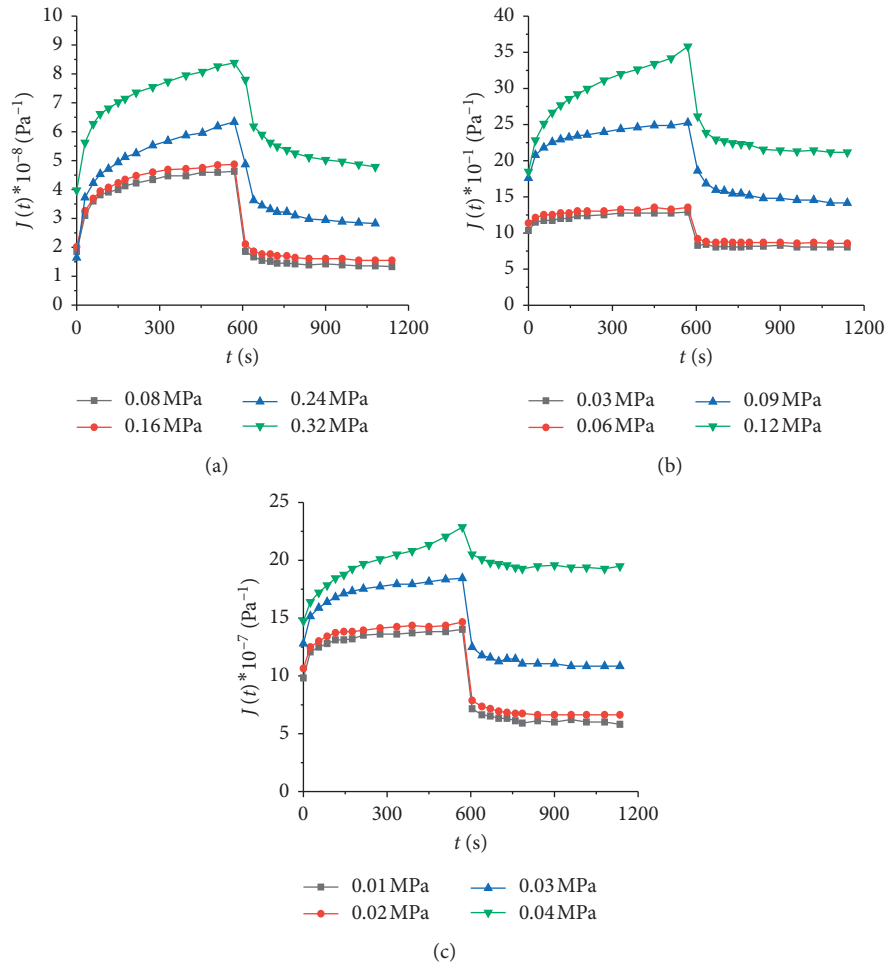 10
9
8
7
6
5
4
3
2
1
0
J (t)*10⁻⁸ (Pa⁻¹)
0 300 600 900 1200
t (s)
0.08 MPa 0.24 MPa
0.16 MPa 0.32 MPa
(a)
40
35
30
25
20
15
10
5
0
J (t)*10⁻¹ (Pa⁻¹)
0 300 600 900 1200
t (s)
0.03 MPa 0.09 MPa
0.06 MPa 0.12 MPa
(b)
25
20
15
10
5
0
J (t)*10⁻⁷ (Pa⁻¹)
0 300 600 900 1200
t (s)
0.01 MPa 0.03 MPa
0.02 MPa 0.04 MPa
(c)